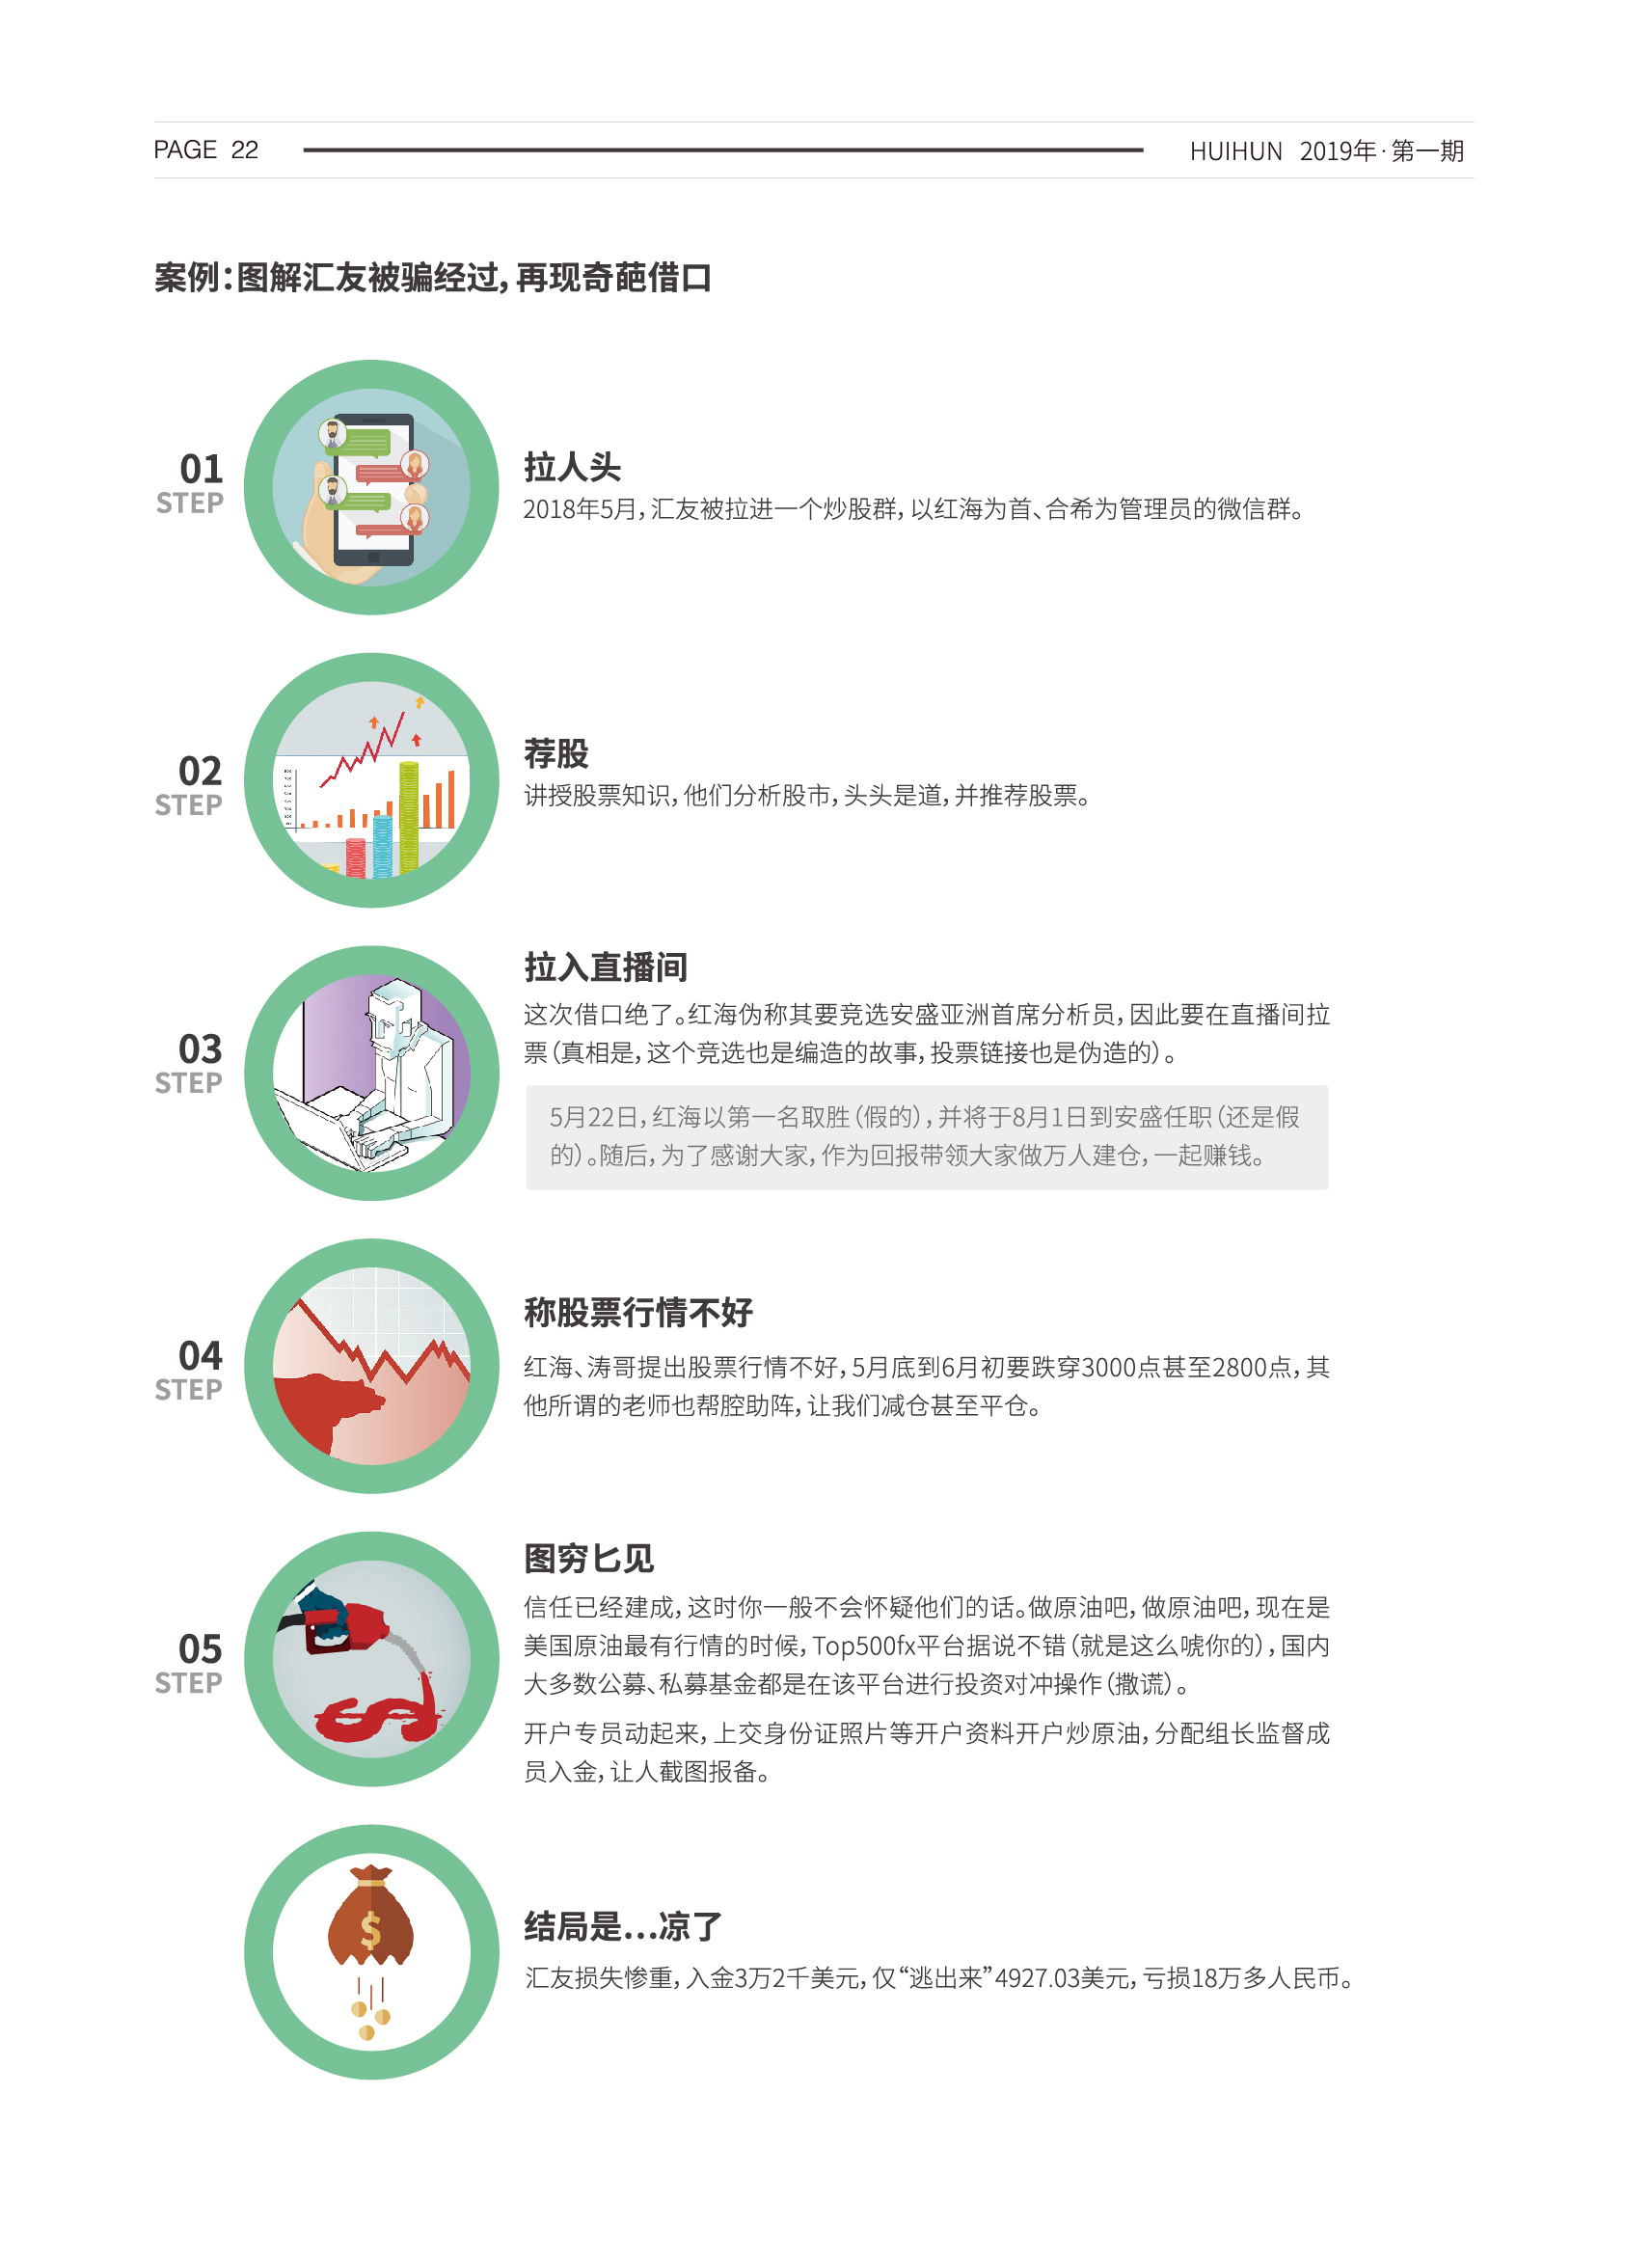 PAGE 22
HUIHUN 2019年·第一期
案例：图解汇友被骗经过，再现奇葩借口
01
STEP
拉人头
2018年5月，汇友被拉进一个炒股群，以红海为首、合希为管理员的微信群。
02
STEP
荐股
讲授股票知识，他们分析股市，头头是道，并推荐股票。
03
STEP
拉入直播间
这次借口绝了。红海伪称其要竞选安盛亚洲首席分析员，因此要在直播间拉
票（真相是，这个竞选也是编造的故事，投票链接也是伪造的）。
5月22日，红海以第一名取胜（假的），并将于8月1日到安盛任职（还是假
的）。随后，为了感谢大家，作为回报带领大家做万人建仓，一起赚钱。
04
STEP
称股票行情不好
红海、涛哥提出股票行情不好，5月底到6月初要跌穿3000点甚至2800点，其
他所谓的老师也帮腔助阵，让我们减仓甚至平仓。
05
STEP
图穷匕见
信任已经建成，这时你一般不会怀疑他们的话。做原油吧，做原油吧，现在是
美国原油最有行情的时候，Top500fx平台据说不错（就是这么唬你的），国内
大多数公募、私募基金都是在该平台进行投资对冲操作（撒谎）。
开户专员动起来，上交身份证照片等开户资料开户炒原油，分配组长监督成
员入金，让人截图报备。
$
结局是...凉了
汇友损失惨重，入金3万2千美元，仅“逃出来”4927.03美元，亏损18万多人民币。